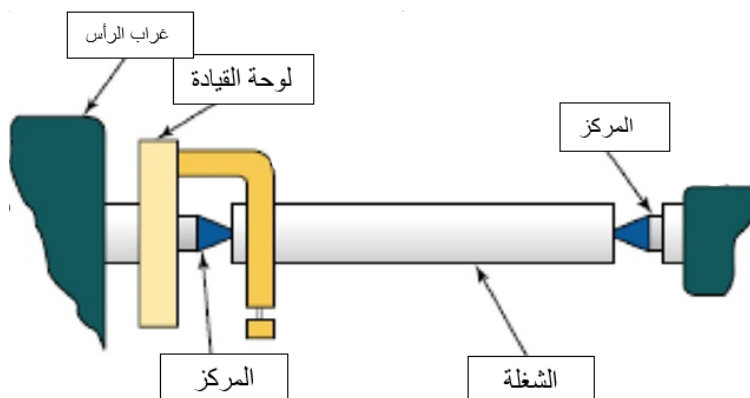 غراب الرأس
لوحة القيادة
المركز
المركز
الشغلة